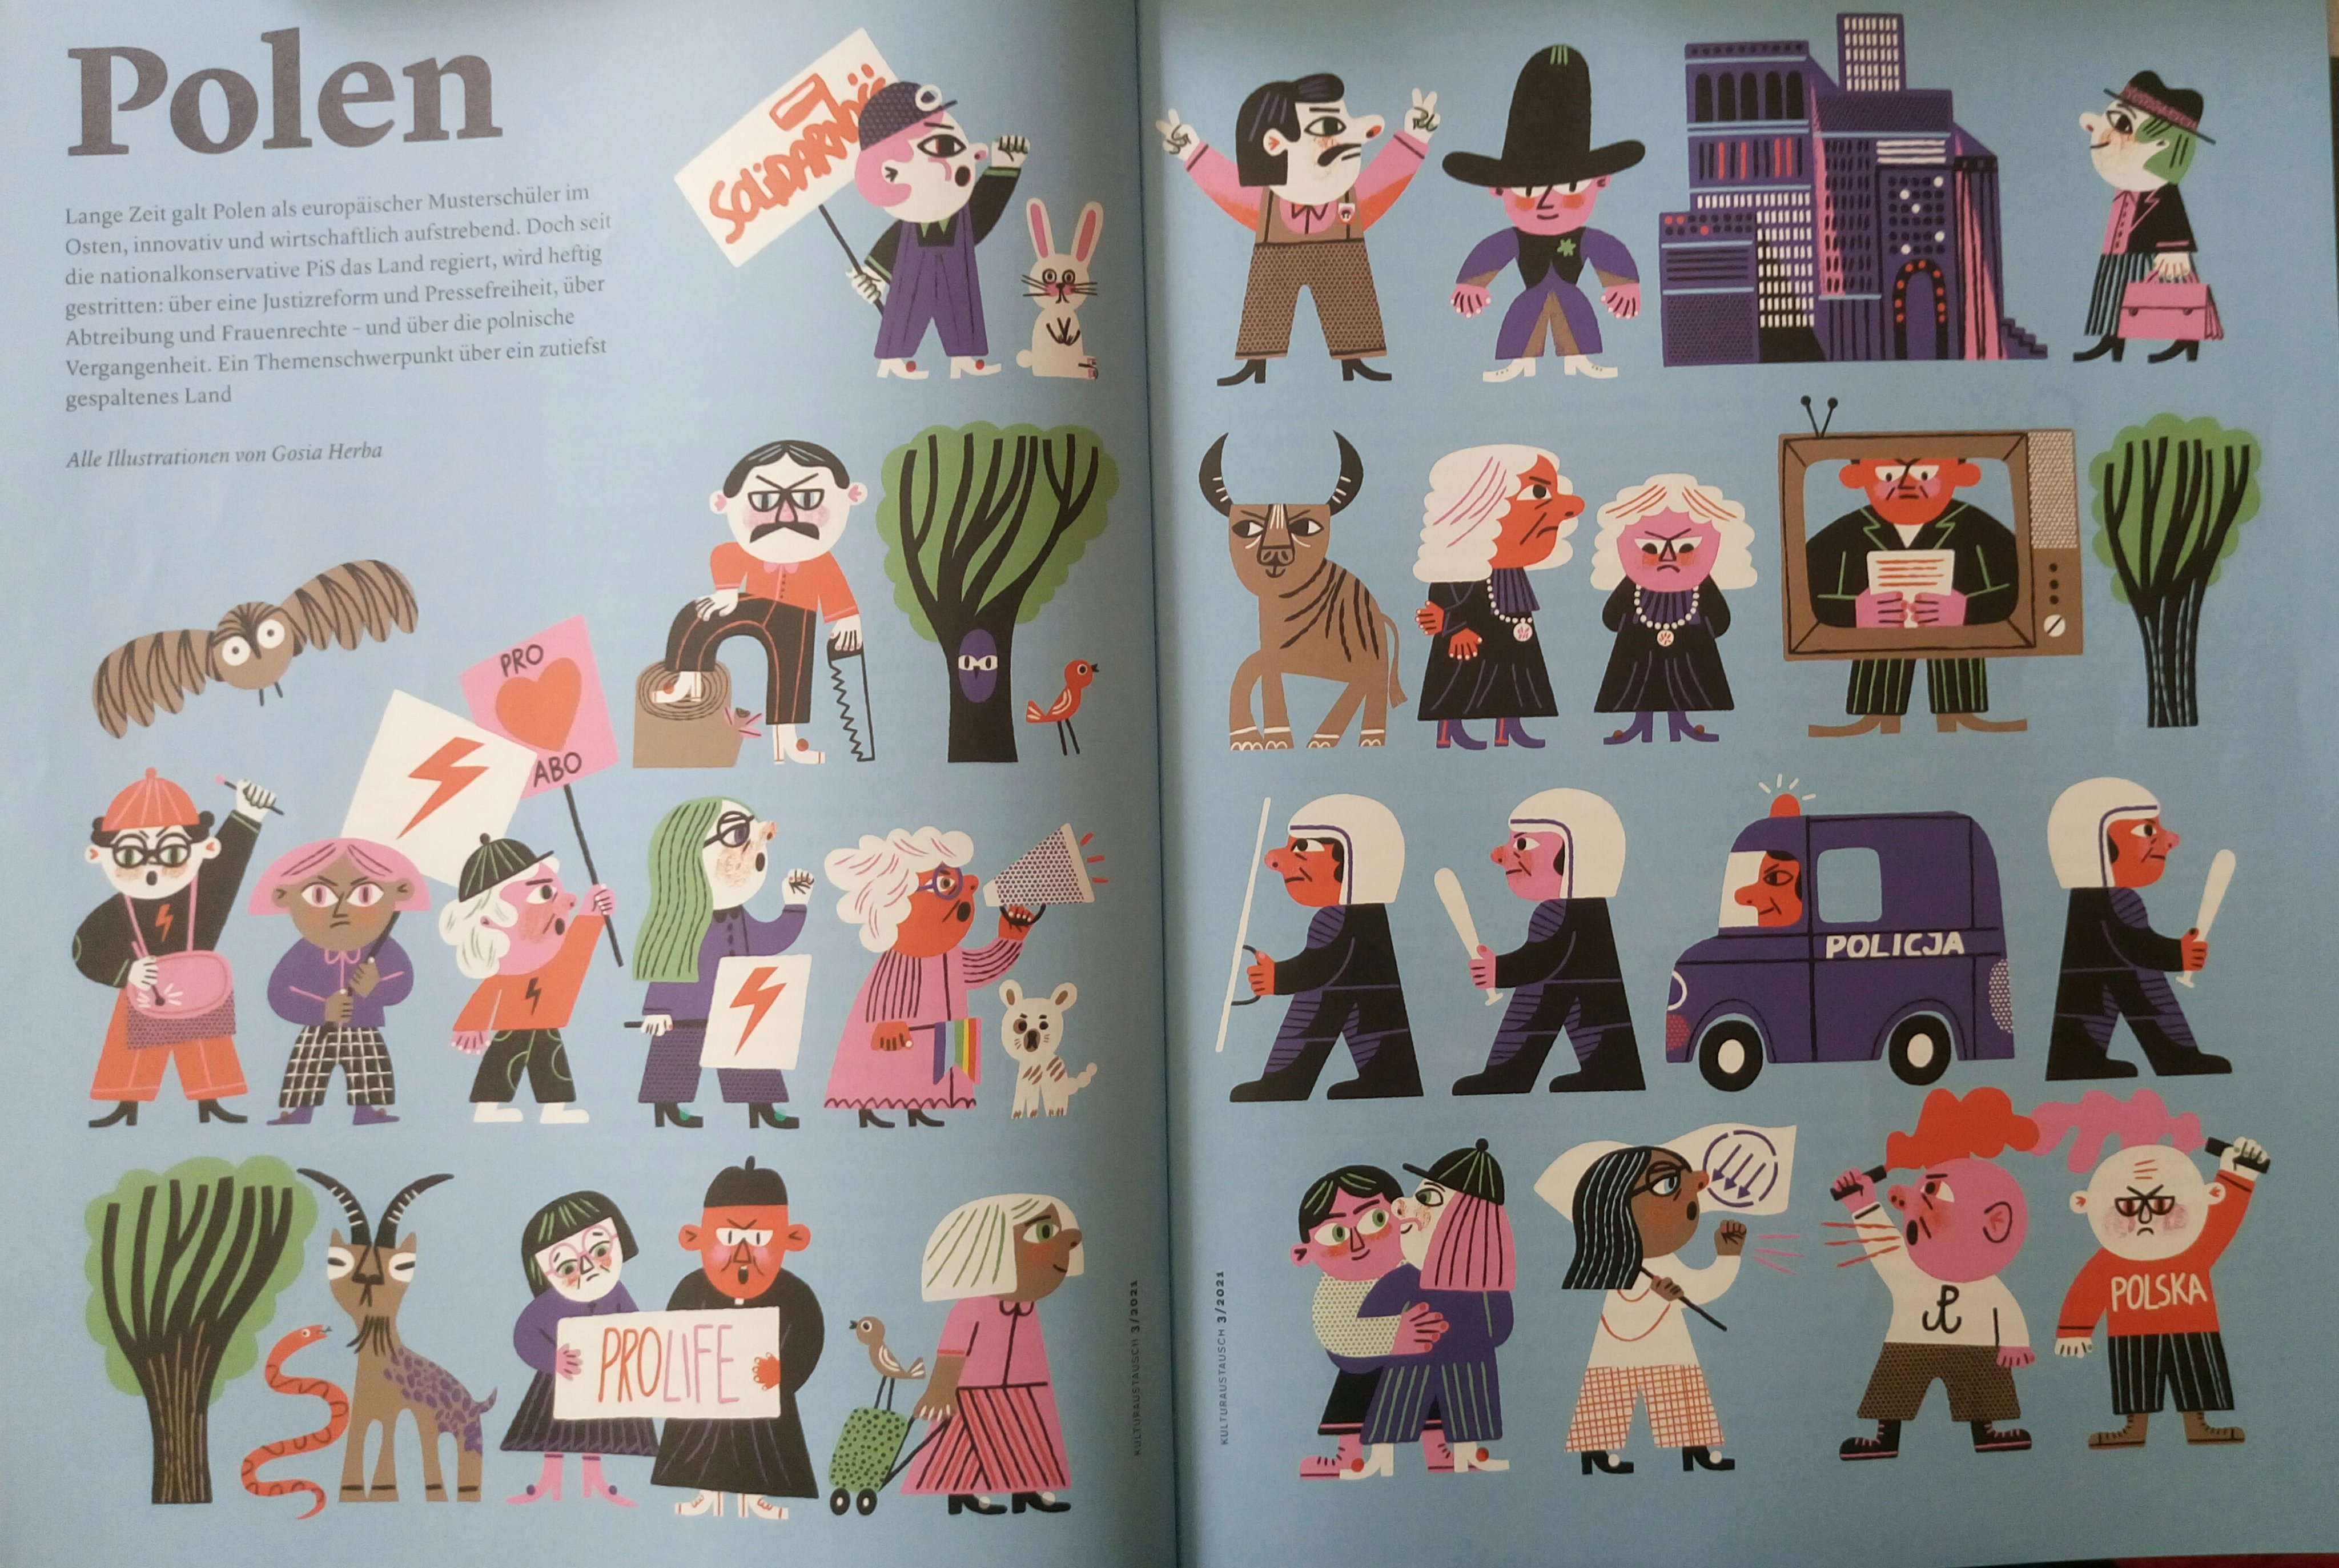 Polen
Lange Zeit galt Polen als europäischer Musterschüler im
Osten, innovativ und wirtschaftlich aufstrebend. Doch seit
die nationalkonservative PiS das Land regiert, wird heftig
gestritten: über eine Justizreform und Pressefreiheit, über
Abtreibung und Frauenrechte – und über die polnische
Vergangenheit. Ein Themenschwerpunkt über ein zutiefst
gespaltenes Land
Alle Illustrationen von Gosia Herba
PRO
ABO
PROLIFE
KULTURAUSTAUSCH 3/2021
KULTURAUSTAUSCH 3/2021
POLICJA
POLSKA